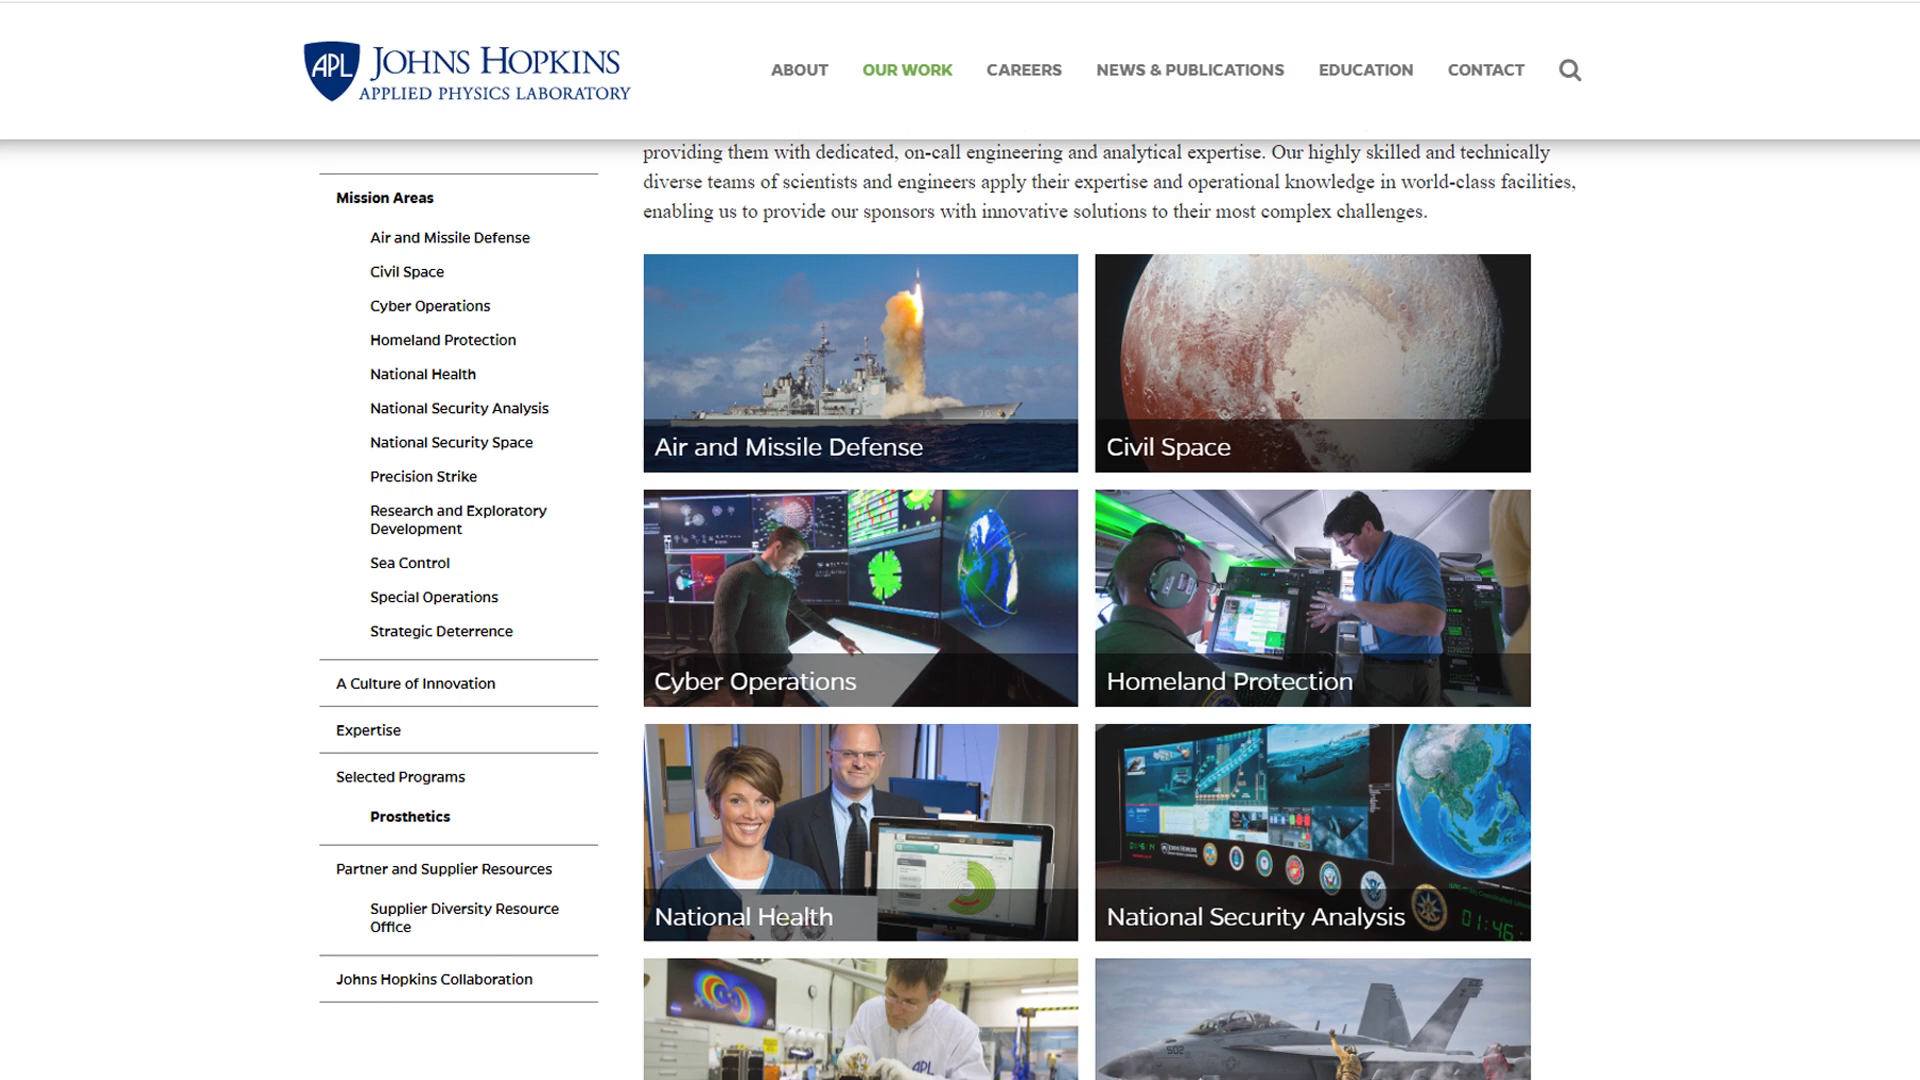 APL JOHNS HOPKINS
APPLIED PHYSICS LABORATORY
ABOUT OUR WORK CAREERS NEWS & PUBLICATIONS EDUCATION CONTACT
providing them with dedicated, on-call engineering and analytical expertise. Our highly skilled and technically
diverse teams of scientists and engineers apply their expertise and operational knowledge in world-class facilities,
enabling us to provide our sponsors with innovative solutions to their most complex challenges.
Mission Areas
Air and Missile Defense
Civil Space
Cyber Operations
Homeland Protection
National Health
National Security Analysis
National Security Space
Precision Strike
Research and Exploratory
Development
Sea Control
Special Operations
Strategic Deterrence
A Culture of Innovation
Expertise
Selected Programs
Prosthetics
Partner and Supplier Resources
Supplier Diversity Resource
Office
Johns Hopkins Collaboration
Air and Missile Defense
Civil Space
Cyber Operations
Homeland Protection
National Health
National Security Analysis
JOHNS HOPKINS
01:46
APL
502